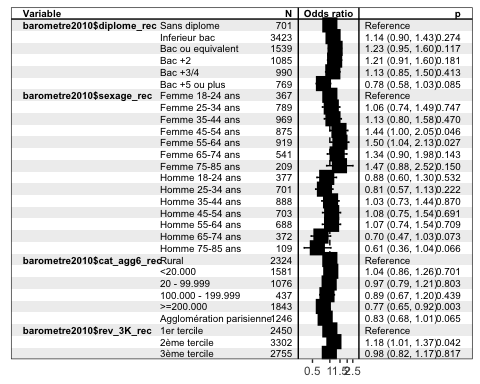 Variable N Odds ratio p
barometre2010$diplome_rec Sans diplome 701 Reference
Inferieur bac 3423 1.14 (0.90, 1.43) 0.274
Bac ou equivalent 1539 1.23 (0.95, 1.60) 0.117
Bac +2 1085 1.21 (0.91, 1.60) 0.181
Bac +3/4 990 1.13 (0.85, 1.50) 0.413
Bac +5 ou plus 769 0.78 (0.58, 1.03) 0.085
barometre2010$sexage_rec Femme 18-24 ans 367 Reference
Femme 25-34 ans 789 1.06 (0.74, 1.49) 0.747
Femme 35-44 ans 969 1.13 (0.80, 1.58) 0.470
Femme 45-54 ans 875 1.44 (1.00, 2.05) 0.046
Femme 55-64 ans 919 1.50 (1.04, 2.13) 0.027
Femme 65-74 ans 541 1.34 (0.90, 1.98) 0.143
Femme 75-85 ans 209 1.47 (0.88, 2.52) 0.150
Homme 18-24 ans 377 0.88 (0.60, 1.30) 0.532
Homme 25-34 ans 701 0.81 (0.57, 1.13) 0.222
Homme 35-44 ans 888 1.03 (0.73, 1.44) 0.870
Homme 45-54 ans 703 1.08 (0.75, 1.54) 0.691
Homme 55-64 ans 688 1.07 (0.74, 1.54) 0.709
Homme 65-74 ans 372 0.70 (0.47, 1.03) 0.073
Homme 75-85 ans 109 0.61 (0.36, 1.04) 0.066
barometre2010$cat_agg6_rec Rural 2324 Reference
<20.000 1581 1.04 (0.86, 1.26) 0.701
20 - 99.999 1076 0.97 (0.79, 1.21) 0.803
100.000 - 199.999 437 0.89 (0.67, 1.20) 0.439
>=200.000 1843 0.77 (0.65, 0.92) 0.003
Agglomération parisienne 1246 0.83 (0.68, 1.01) 0.065
barometre2010$rev_3K_rec 1er tercile 2450 Reference
2ème tercile 3302 1.18 (1.01, 1.37) 0.042
3ème tercile 2755 0.98 (0.82, 1.17) 0.817
0.5 1 1.5 2 2.5